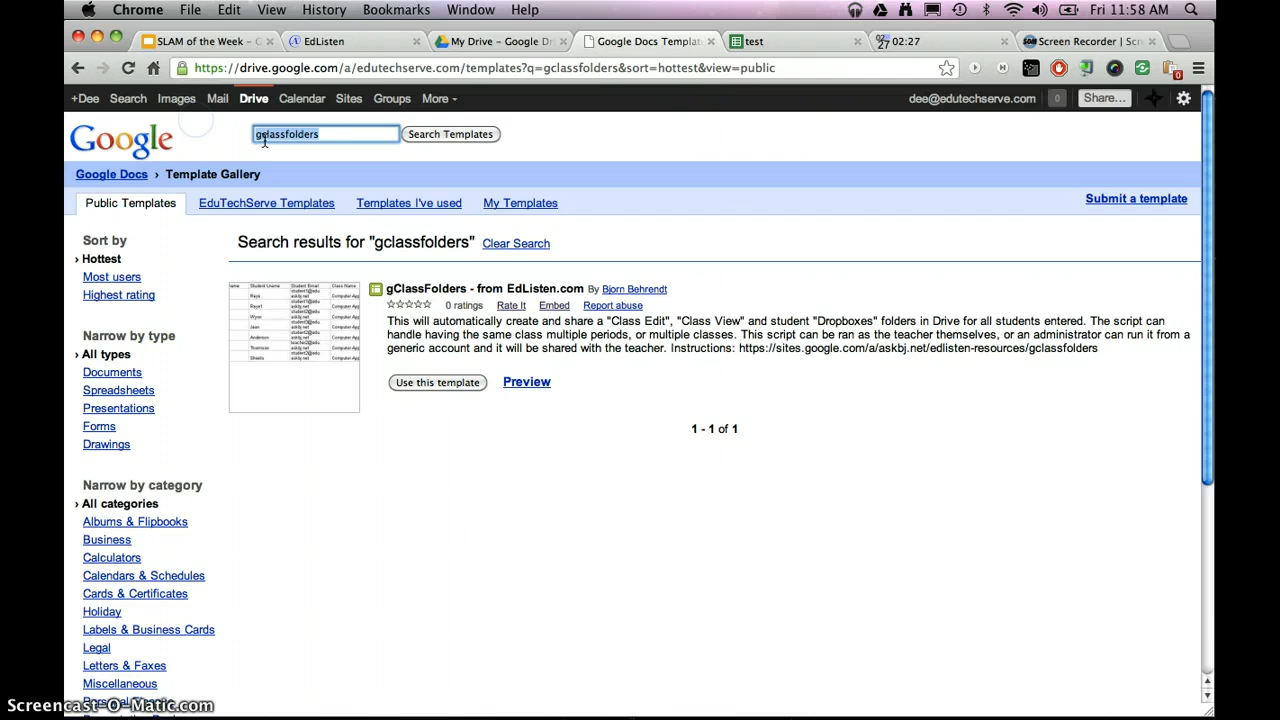 Chrome File Edit View History Bookmarks Window Help Fri 11:58 AM
SLAM of the Week - G EdListen My Drive - Google Dr Google Docs Templat test 02:27 Screen Recorder | Scr
https://drive.google.com/a/edutechserve.com/templates?q=gclassfolders&sort=hottest&view=public 0
+Dee Search Images Mail Drive Calendar Sites Groups More dee@edutechserve.com 0 Share...
Google gclassfolders Search Templates
Google Docs › Template Gallery
Public Templates EduTechServe Templates Templates I've used My Templates Submit a template
Sort by
› Hottest
Most users
Highest rating
Narrow by type
› All types
Documents
Spreadsheets
Presentations
Forms
Drawings
Narrow by category
› All categories
Albums & Flipbooks
Business
Calculators
Calendars & Schedules
Cards & Certificates
Holiday
Labels & Business Cards
Legal
Letters & Faxes
Miscellaneous
Search results for "gclassfolders" Clear Search
Student Lname Student Email Class Name
gClassFolders - from EdListen.com By Bjorn Behrendt
0 ratings Rate It Embed Report abuse
This will automatically create and share a "Class Edit", "Class View" and student "Dropboxes" folders in Drive for all students entered. The script can
handle having the same class multiple periods, or multiple classes. This script can be ran as the teacher themselves, or an administrator can run it from a
generic account and it will be shared with the teacher. Instructions: https://sites.google.com/a/askbj.net/edlisten-resources/gclassfolders
Use this template Preview
1 - 1 of 1
Screencast-O-Matic.com